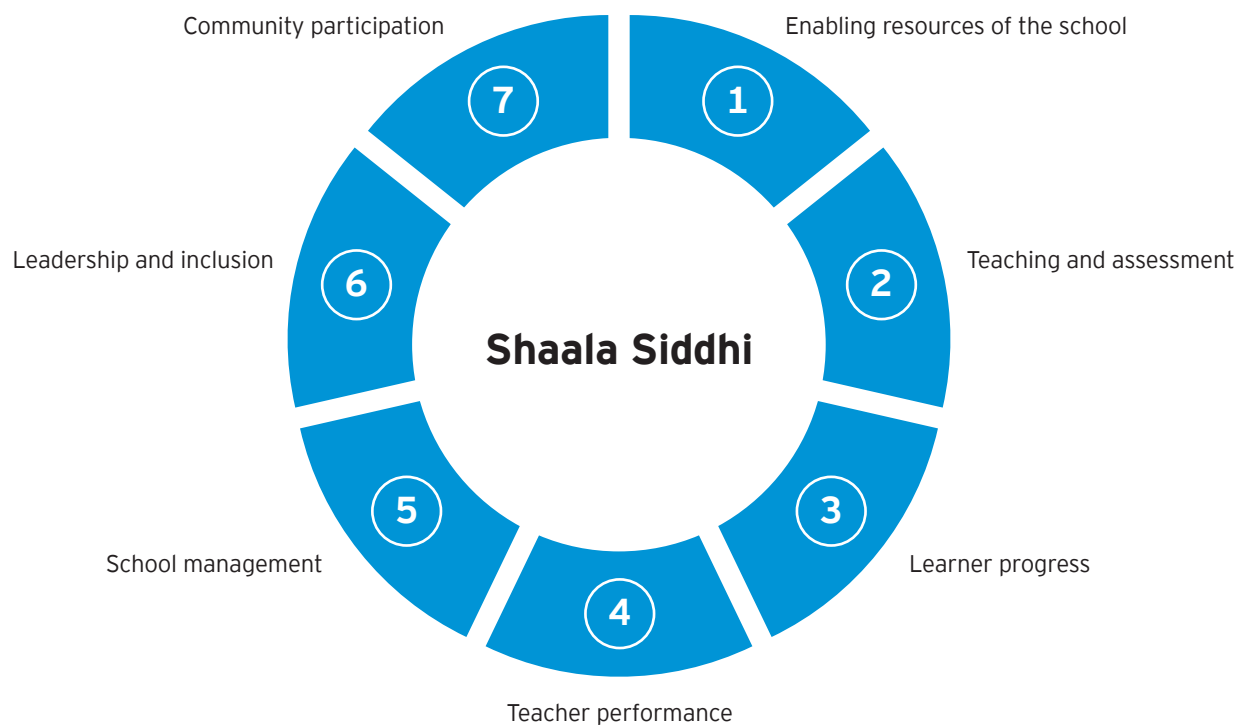 Community participation
7
Enabling resources of the school
1
Leadership and inclusion
6
Teaching and assessment
2
Shaala Siddhi
School management
5
Learner progress
3
4
Teacher performance